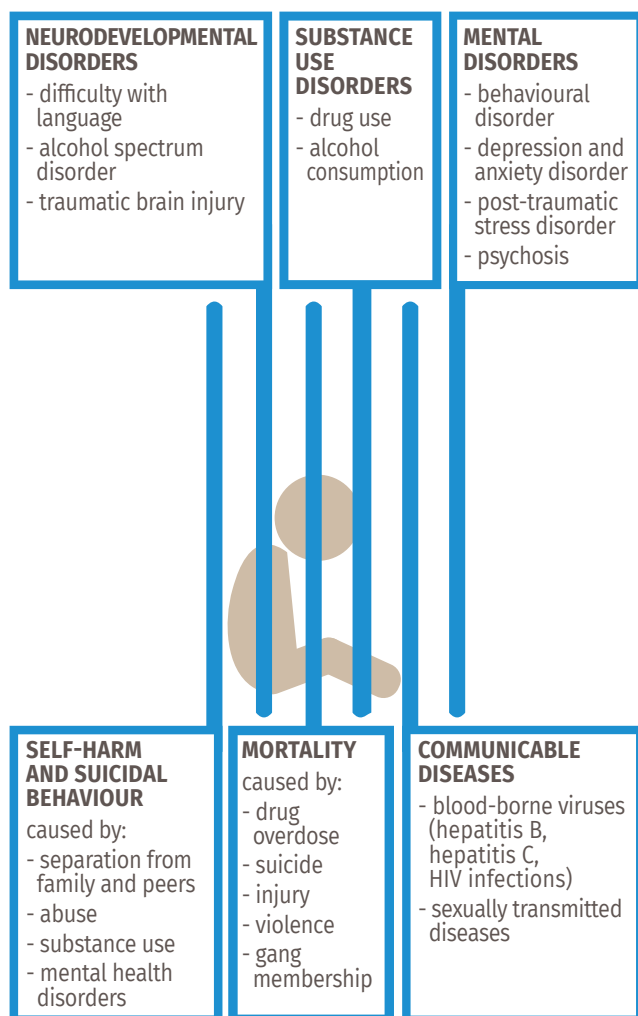 NEURODEVELOPMENTAL
DISORDERS
- difficulty with
language
- alcohol spectrum
disorder
- traumatic brain injury
SUBSTANCE
USE
DISORDERS
- drug use
- alcohol
consumption
MENTAL
DISORDERS
- behavioural
disorder
- depression and
anxiety disorder
- post-traumatic
stress disorder
- psychosis
SELF-HARM
AND SUICIDAL
BEHAVIOUR
caused by:
- separation from
family and peers
- abuse
- substance use
- mental health
disorders
MORTALITY
caused by:
- drug
overdose
- suicide
- injury
- violence
- gang
membership
COMMUNICABLE
DISEASES
- blood-borne viruses
(hepatitis B,
hepatitis C,
HIV infections)
- sexually transmitted
diseases